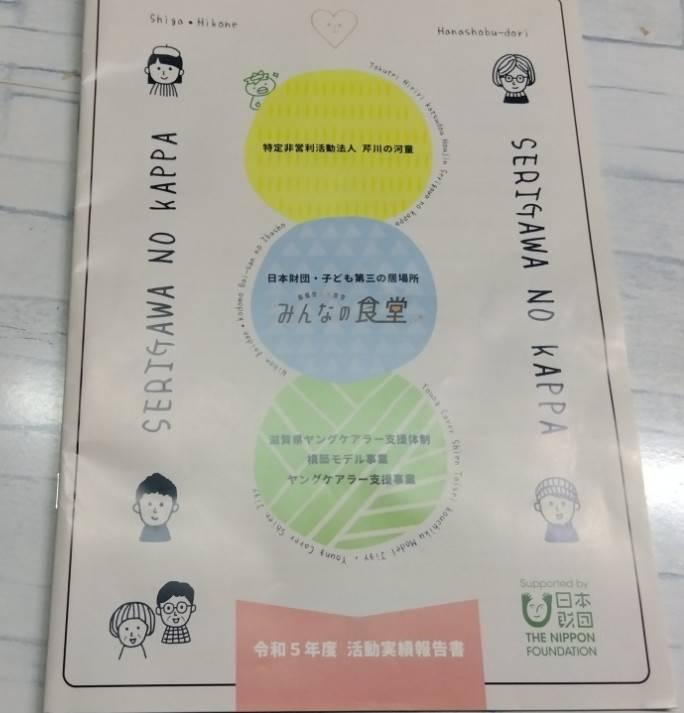 Shiga • Hikone
Hanashobu-dori
SERIGAWA NO KAPPA
SERIGAWA NO KAPPA
特定非営利活動法人 芹川の河童
日本財団・子ども第三の居場所
みんなの食堂
滋賀県ヤングケアラー支援体制
構築モデル事業
ヤングケアラー支援事業
Supported by
日本
財団
THE NIPPON
FOUNDATION
令和5年度 活動実績報告書